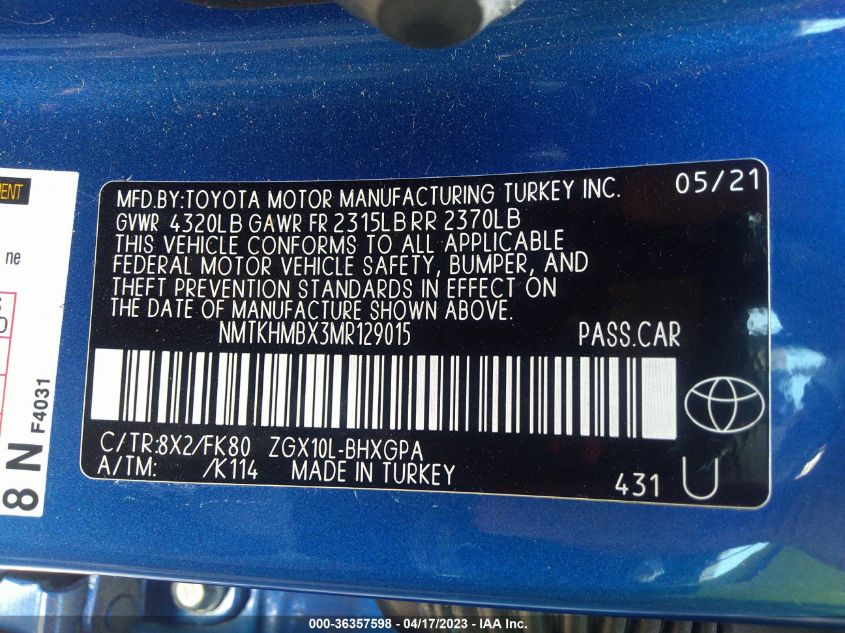 MFD.BY:TOYOTA MOTOR MANUFACTURING TURKEY INC. 05/21
GVWR 4320LB GAWR FR 2315LB RR 2370LB
THIS VEHICLE CONFORMS TO ALL APPLICABLE
FEDERAL MOTOR VEHICLE SAFETY, BUMPER, AND
THEFT PREVENTION STANDARDS IN EFFECT ON
THE DATE OF MANUFACTURE SHOWN ABOVE.
NMTKHMBX3MR129015 PASS.CAR
C/TR:8X2/FK80 ZGX10L-BHXGPA
A/TM: /K114 MADE IN TURKEY
431 U
ne
8 N F4031
000-36357598 - 04/17/2023 - IAA Inc.